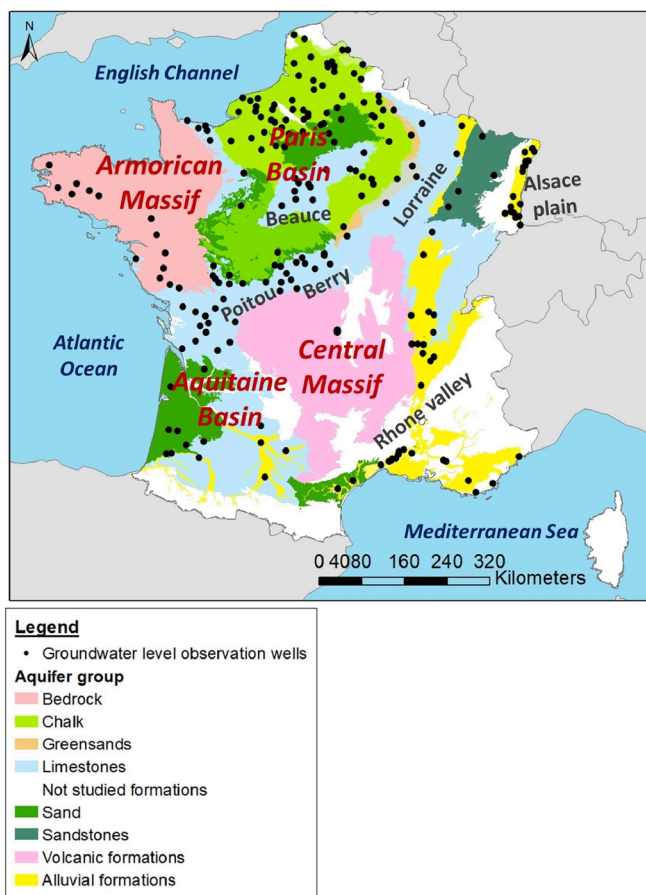 N
English Channel
Paris
Basin
Armorican
Massif
Lorraine
Alsace
plain
Beauce
Poitou
Berry
Atlantic
Ocean
Central
Massif
Aquitaine
Basin
Rhone valley
Mediterranean Sea
0 4080 160 240 320
Kilometers
Legend
Groundwater level observation wells
Aquifer group
Bedrock
Chalk
Greensands
Limestones
Not studied formations
Sand
Sandstones
Volcanic formations
Alluvial formations